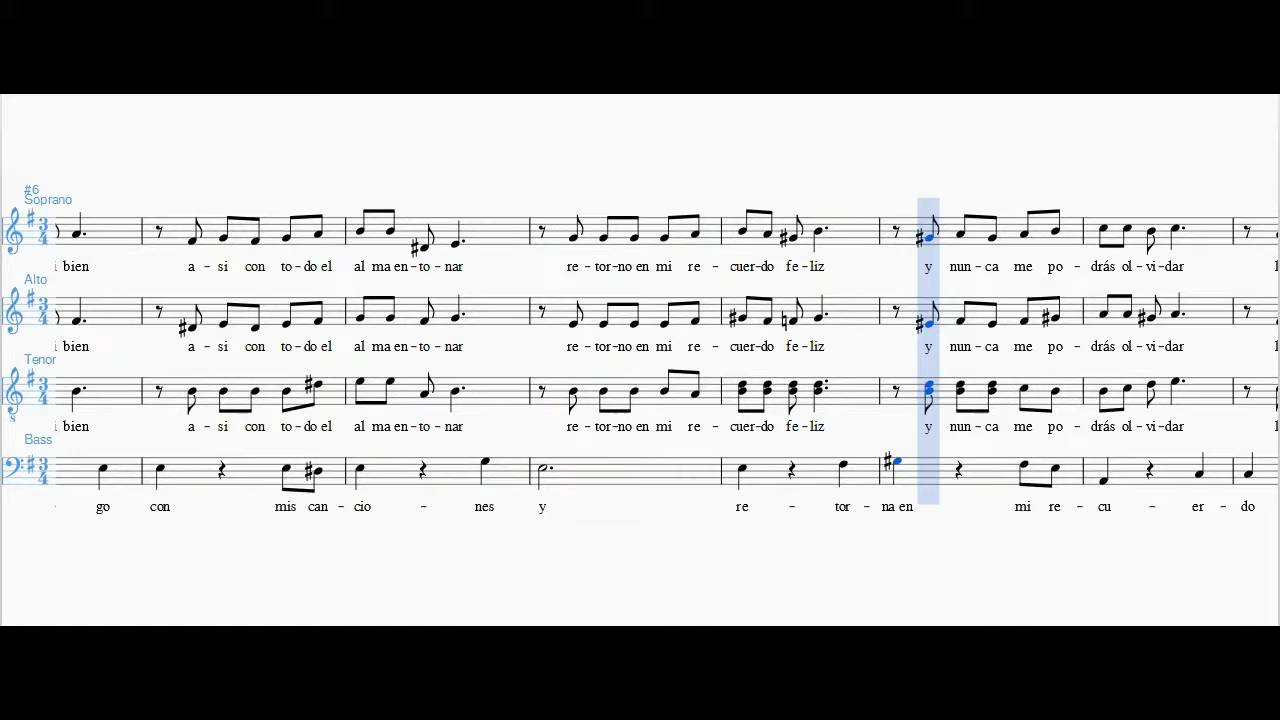 #6
Soprano
i bien a - si con to - do el al ma en - to - nar re - tor - no en mi re - cuer - do fe - liz y nun - ca me po - drás ol - vi - dar
Alto
bien a - si con to - do el al ma en - to - nar re - tor - no en mi re - cuer - do fe - liz y nun - ca me po - drás ol - vi - dar
Tenor
bien a - si con to - do el al ma en - to - nar re - tor - no en mi re - cuer - do fe - liz y nun - ca me po - drás ol - vi - dar
Bass
go con mis can - cio - nes y re - tor - na en mi re - cu - er - do